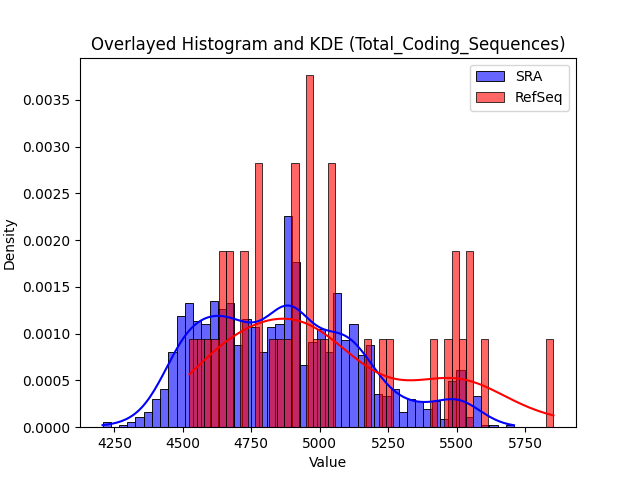 Overlayed Histogram and KDE (Total_Coding_Sequences)
SRA
RefSeq
0.0035
0.0030
0.0025
0.0020
0.0015
0.0010
0.0005
0.0000
Density
4250 4500 4750 5000 5250 5500 5750
Value